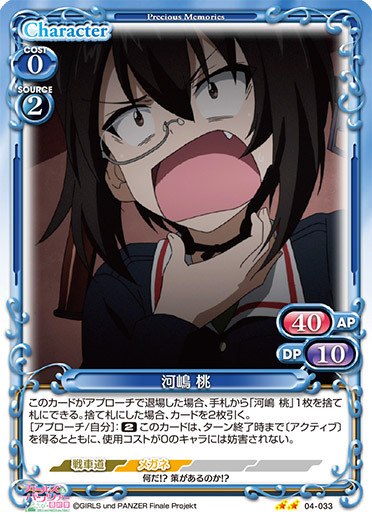 Precious Memories
Character
COST
0
SOURCE
2
40 AP
DP 10
河嶋 桃
このカードがアプローチで退場した場合、手札から「河嶋 桃」1枚を捨て
札にできる。捨て札にした場合、カードを2枚引く。
[アプローチ/自分]:2このカードは、ターン終了時まで[アクティブ]
を得るとともに、使用コストが0のキャラには妨害されない。
戦車道 メガネ
何だ!? 策があるのか!?
©GIRLS und PANZER Finale Projekt
04-033